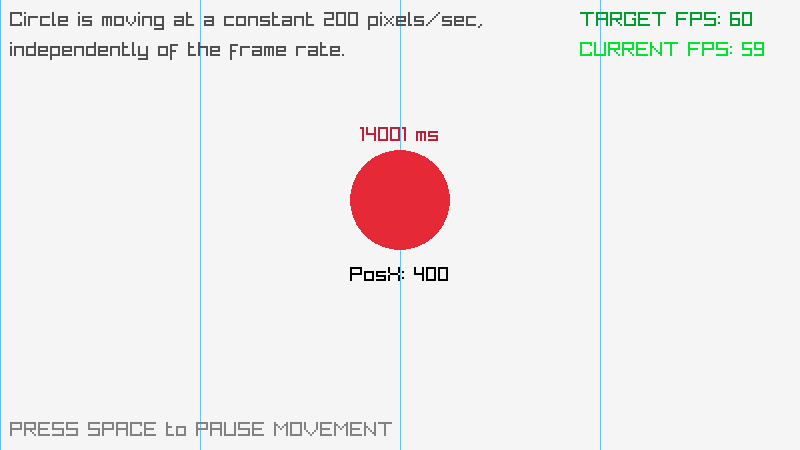 Circle is moving at a constant 200 pixels/sec,
independently of the frame rate.
TARGET FPS: 60
CURRENT FPS: 59
14001 ms
PosX: 400
PRESS SPACE to PAUSE MOVEMENT